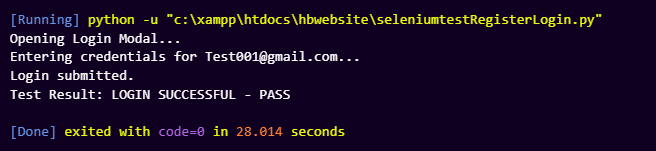 [Running] python -u "c:\xampp\htdocs\hbwebsite\seleniumtestRegisterLogin.py"
Opening Login Modal...
Entering credentials for Test001@gmail.com...
Login submitted.
Test Result: LOGIN SUCCESSFUL - PASS
[Done] exited with code=0 in 28.014 seconds